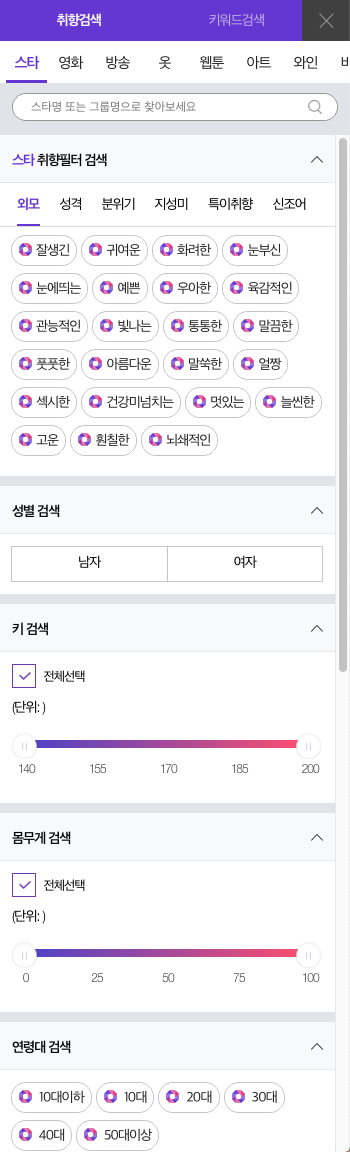 취향검색 키워드검색
스타 영화 방송 옷 웹툰 아트 와인
스타명 또는 그룹명으로 찾아보세요
스타 취향필터 검색
외모 성격 분위기 지성미 특이취향 신조어
잘생긴 귀여운 화려한 눈부신
눈에띄는 예쁜 우아한 육감적인
관능적인 빛나는 통통한 말끔한
풋풋한 아름다운 말쑥한 얼짱
섹시한 건강미넘치는 멋있는 늘씬한
고운 훤칠한 뇌쇄적인
성별 검색
남자 여자
키 검색
전체선택
(단위: )
140 155 170 185 200
몸무게 검색
전체선택
(단위: )
0 25 50 75 100
연령대 검색
10대이하 10대 20대 30대
40대 50대이상